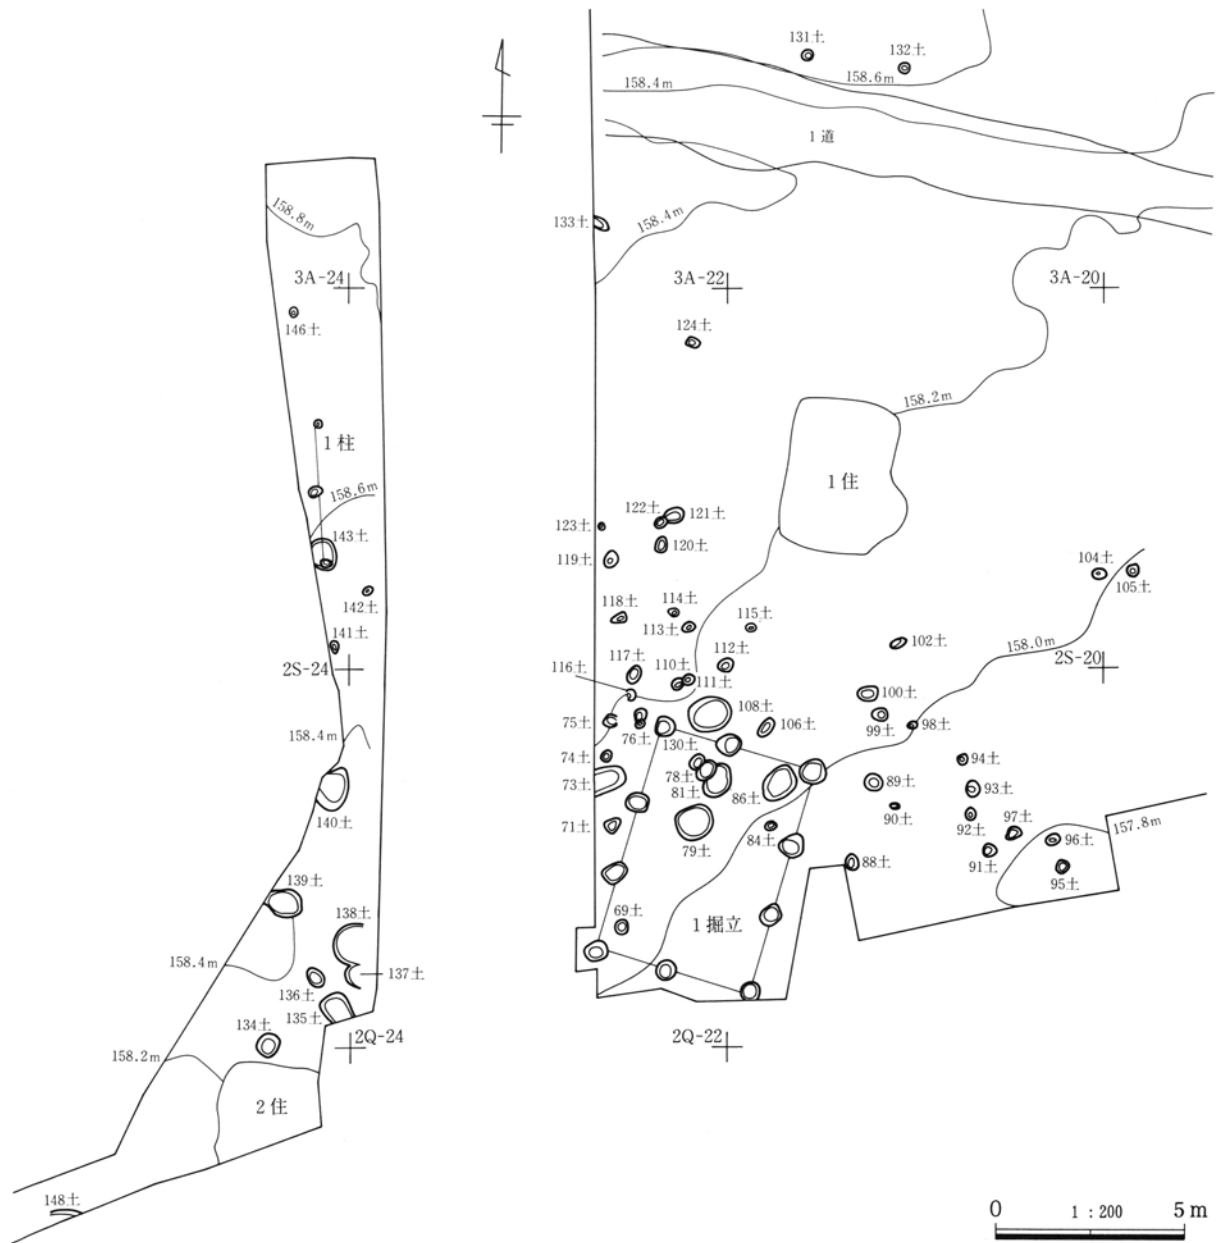 131土
132土
158.6m
158.4m
1道
158.8m
133土
158.4m
3A-24
3A-22
3A-20
146土
124土
158.2m
1柱
1住
158.6m
122土
121土
123土
143土
120土
119土
104土
105土
142土
118土
114土
113土
115土
141土
102土
158.0m
2S-24
2S-20
116土
117土
110土
111土
112土
100土
108土
106土
99土
98土
75土
76土
130土
158.4m
74土
73土
78土
81土
86土
94土
89土
93土
90土
157.8m
140土
71土
79土
84土
92土
97土
96土
91土
95土
88土
139土
138土
69土
1掘立
158.4m
137土
136土
135土
134土
2Q-24
2Q-22
158.2m
2住
148土
0 1:200 5m